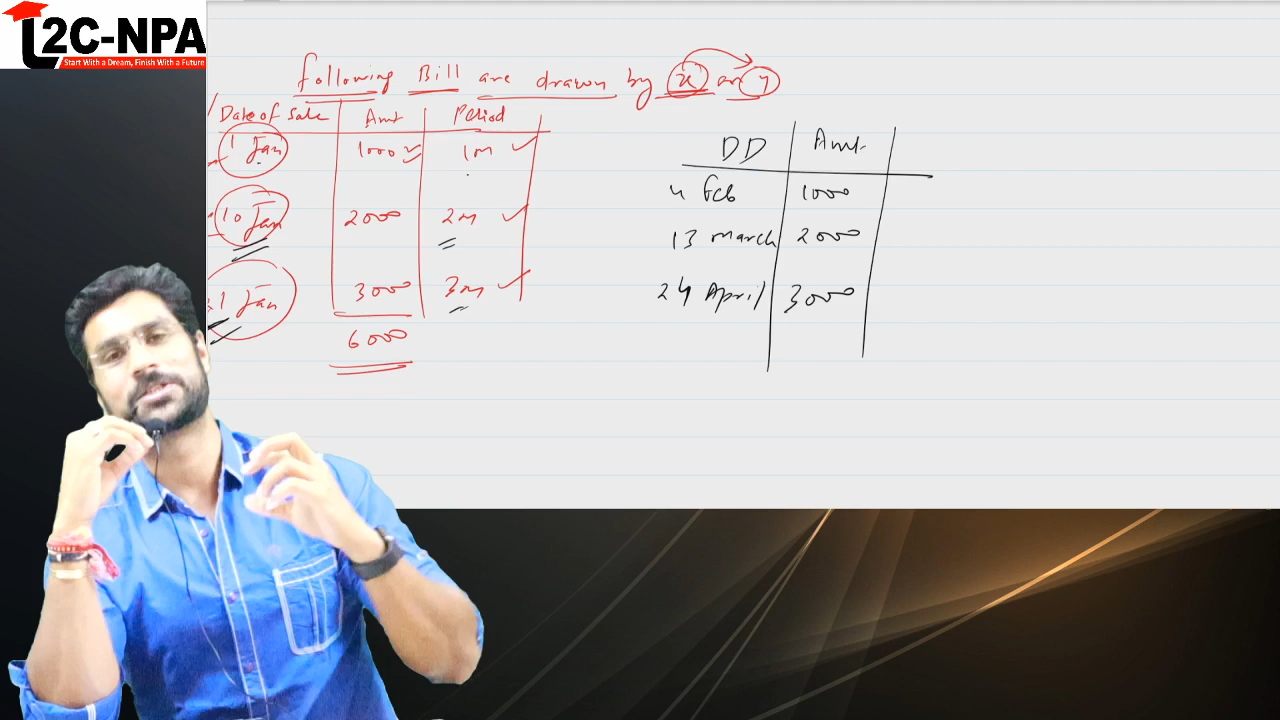 L2C-NPA
Start With a Dream, Finish With a Future
Following Bill are drawn by x on y
Date of Sale Amt Period
1 Jan 1000 1m
10 Jan 2000 2m
1 Jan 3000 3m
6000
DD Amt
4 Feb 1000
13 March 2000
24 April 3000